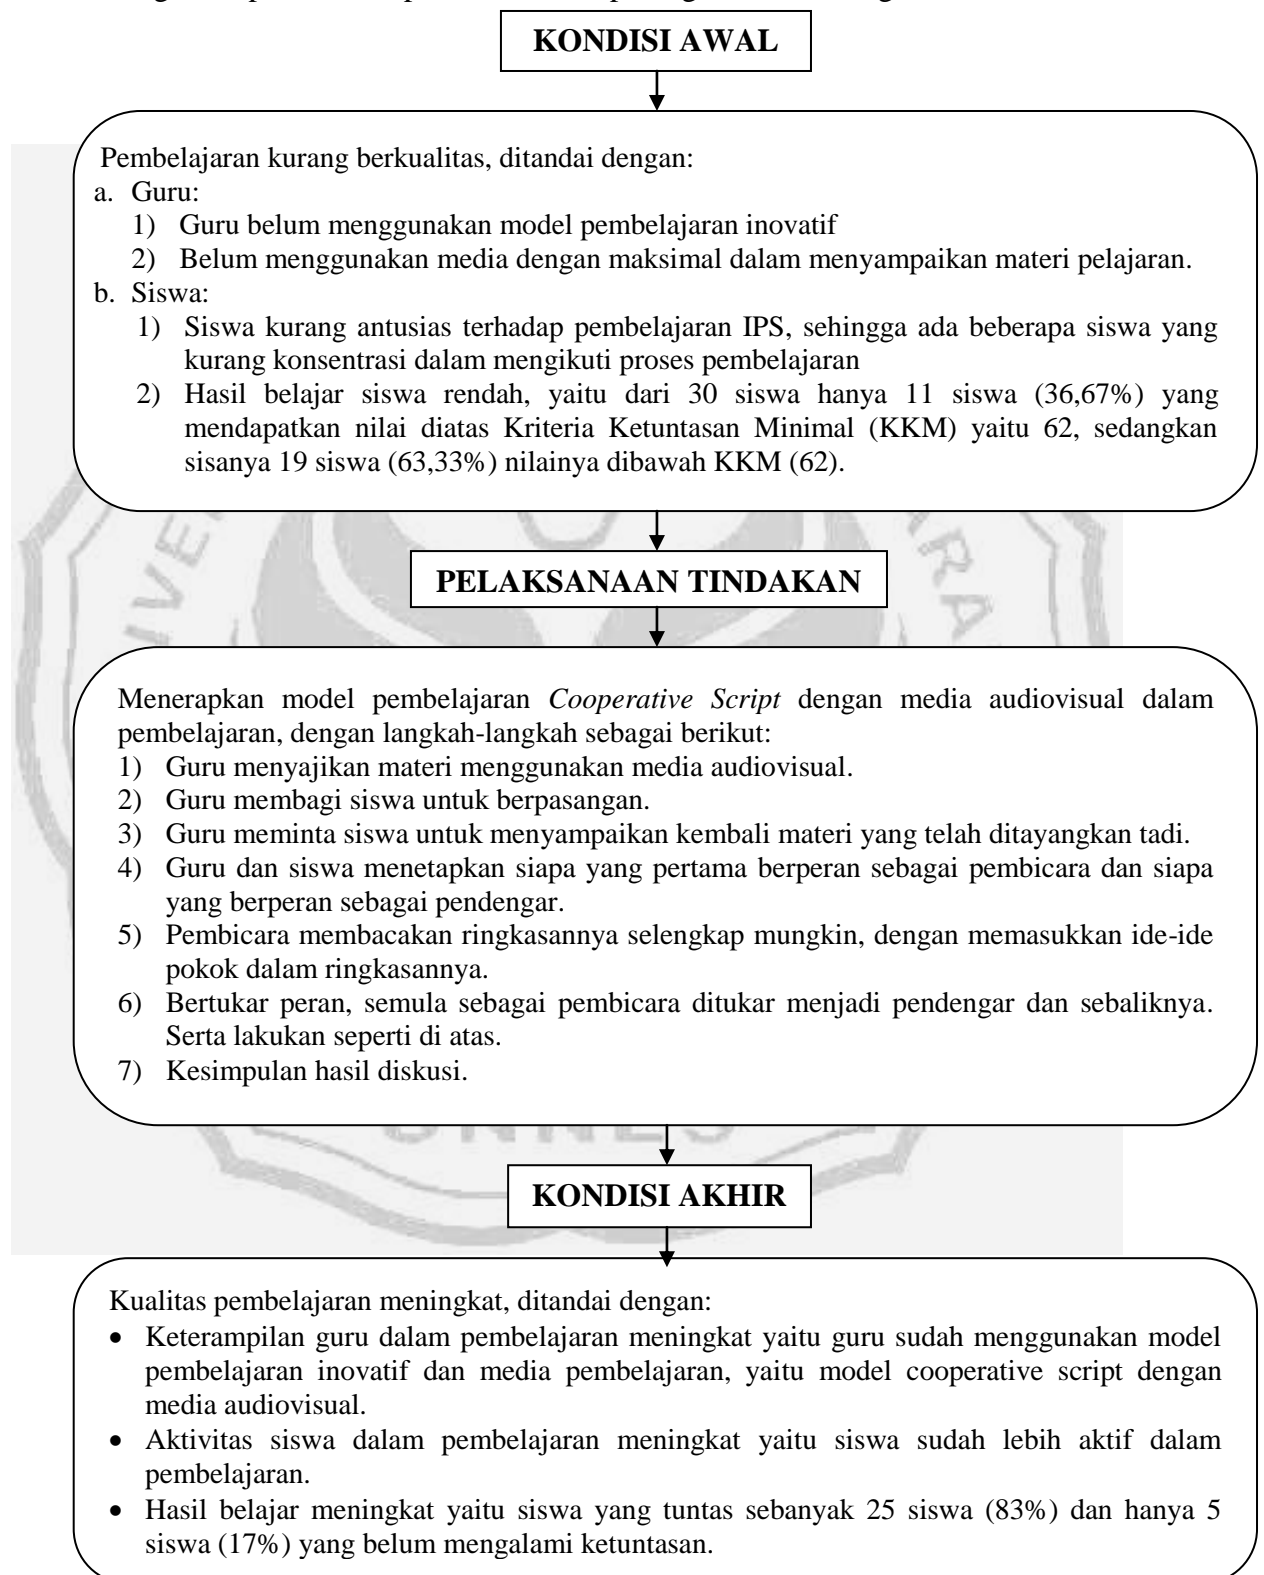 KONDISI AWAL
Pembelajaran kurang berkualitas, ditandai dengan:
a. Guru:
1) Guru belum menggunakan model pembelajaran inovatif
2) Belum menggunakan media dengan maksimal dalam menyampaikan materi pelajaran.
b. Siswa:
1) Siswa kurang antusias terhadap pembelajaran IPS, sehingga ada beberapa siswa yang
kurang konsentrasi dalam mengikuti proses pembelajaran
2) Hasil belajar siswa rendah, yaitu dari 30 siswa hanya 11 siswa (36,67%) yang
mendapatkan nilai diatas Kriteria Ketuntasan Minimal (KKM) yaitu 62, sedangkan
sisanya 19 siswa (63,33%) nilainya dibawah KKM (62).
PELAKSANAAN TINDAKAN
Menerapkan model pembelajaran Cooperative Script dengan media audiovisual dalam
pembelajaran, dengan langkah-langkah sebagai berikut:
1) Guru menyajikan materi menggunakan media audiovisual.
2) Guru membagi siswa untuk berpasangan.
3) Guru meminta siswa untuk menyampaikan kembali materi yang telah ditayangkan tadi.
4) Guru dan siswa menetapkan siapa yang pertama berperan sebagai pembicara dan siapa
yang berperan sebagai pendengar.
5) Pembicara membacakan ringkasannya selengkap mungkin, dengan memasukkan ide-ide
pokok dalam ringkasannya.
6) Bertukar peran, semula sebagai pembicara ditukar menjadi pendengar dan sebaliknya.
Serta lakukan seperti di atas.
7) Kesimpulan hasil diskusi.
UNNES
KONDISI AKHIR
Kualitas pembelajaran meningkat, ditandai dengan:
• Keterampilan guru dalam pembelajaran meningkat yaitu guru sudah menggunakan model
pembelajaran inovatif dan media pembelajaran, yaitu model cooperative script dengan
media audiovisual.
• Aktivitas siswa dalam pembelajaran meningkat yaitu siswa sudah lebih aktif dalam
pembelajaran.
• Hasil belajar meningkat yaitu siswa yang tuntas sebanyak 25 siswa (83%) dan hanya 5
siswa (17%) yang belum mengalami ketuntasan.